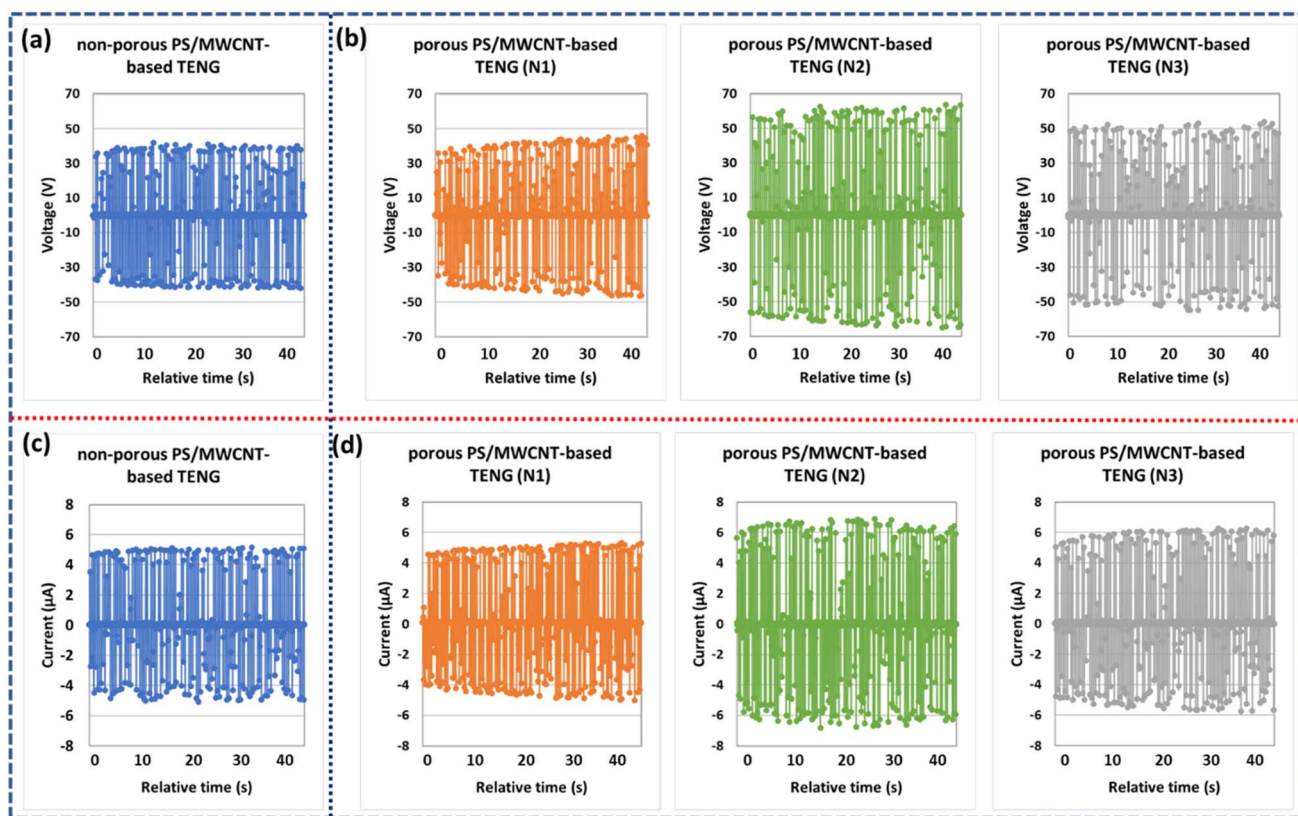 (a)
non-porous PS/MWCNT-
based TENG
70
50
30
10
-10
-30
-50
-70
Voltage (V)
0 10 20 30 40
Relative time (s)
(b)
porous PS/MWCNT-based
TENG (N1)
70
50
30
10
-10
-30
-50
-70
Voltage (V)
0 10 20 30 40
Relative time (s)
porous PS/MWCNT-based
TENG (N2)
70
50
30
10
-10
-30
-50
-70
Voltage (V)
0 10 20 30 40
Relative time (s)
porous PS/MWCNT-based
TENG (N3)
70
50
30
10
-10
-30
-50
-70
Volatge (V)
0 10 20 30 40
Relative time (s)
(c)
non-porous PS/MWCNT-
based TENG
8
6
4
2
0
-2
-4
-6
-8
Current (µA)
0 10 20 30 40
Relative time (s)
(d)
porous PS/MWCNT-based
TENG (N1)
8
6
4
2
0
-2
-4
-6
-8
Current (µA)
0 10 20 30 40
Relative time (s)
porous PS/MWCNT-based
TENG (N2)
8
6
4
2
0
-2
-4
-6
-8
Current (µA)
0 10 20 30 40
Relative time (s)
porous PS/MWCNT-based
TENG (N3)
8
6
4
2
0
-2
-4
-6
-8
Current (µA)
0 10 20 30 40
Relative time (s)